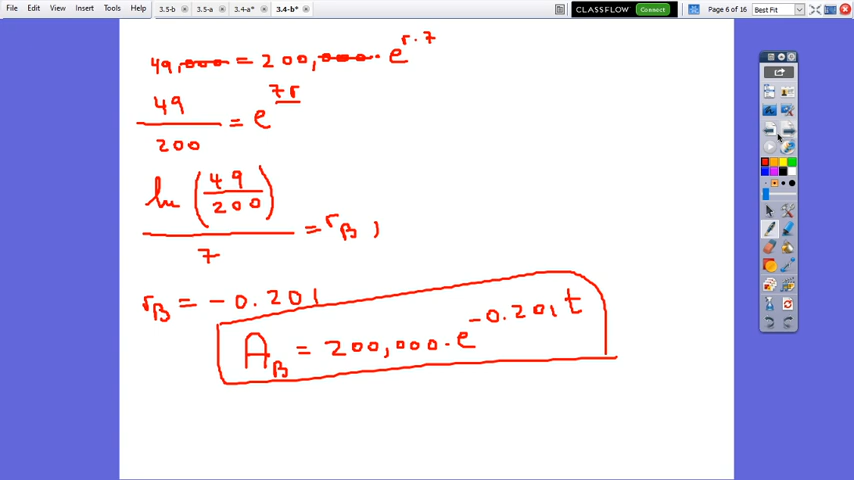 File Edit View Insert Tools Help 3.5-b 3.5-a 3.4-a* 3.4-b* CLASSFLOW Connect Page 6 of 16 Best Fit
49,000 = 200,000 · e^{r·7}
49/200 = e^{7r}
ln(49/200)/7 = r_B ,
r_B = -0.201
A_B = 200,000 · e^{-0.201t}